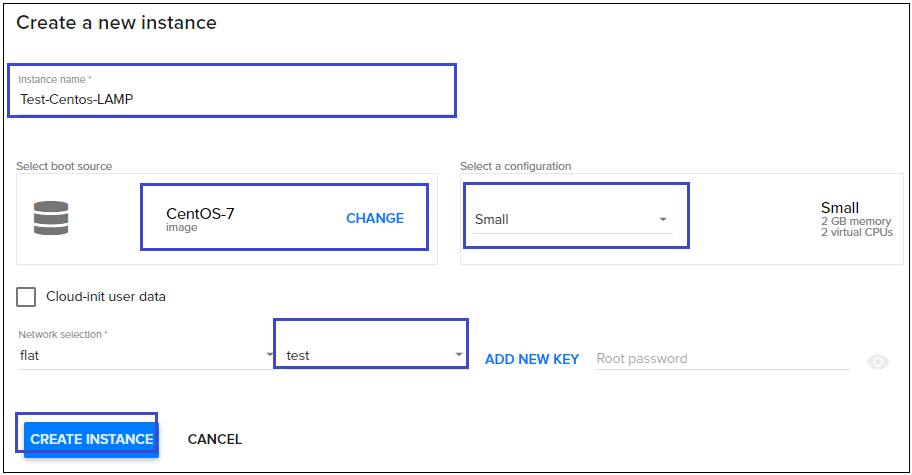 Create a new instance
Instance name *
Test-Centos-LAMP
Select boot source
CentOS-7
image
CHANGE
Select a configuration
Small
Small
2 GB memory
2 virtual CPUs
Cloud-init user data
Network selection *
flat
test
ADD NEW KEY
Root password
CREATE INSTANCE
CANCEL